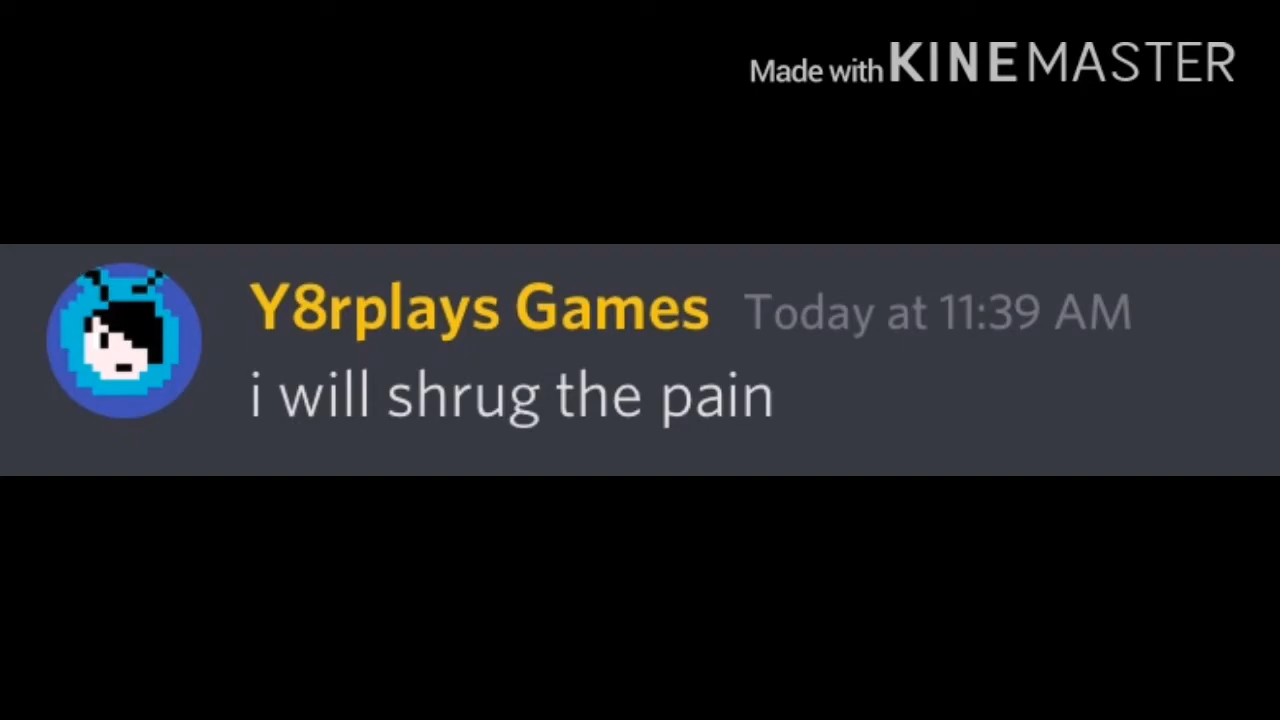 Made with KINEMASTER
Y8rplays Games Today at 11:39 AM
i will shrug the pain